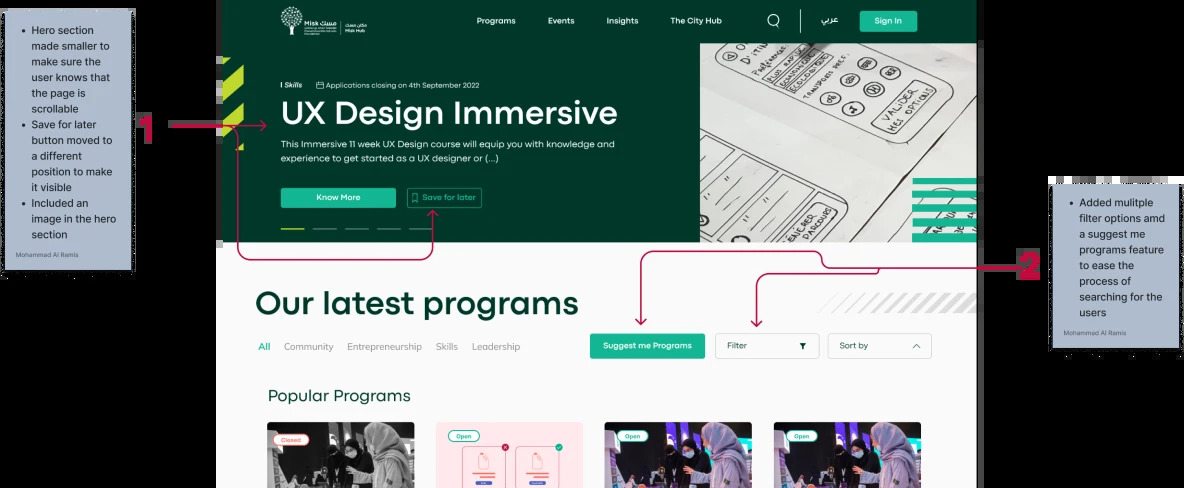 • Hero section
made smaller to
make sure the
user knows that
the page is
scrollable
• Save for later
button moved to
a different
position to make
it visible
• Included an
image in the hero
section
Mohammad Al Ramis
1
مسك Misk
مكان مسك
Misk Hub
Programs
Events
Insights
The City Hub
عربي
Sign In
Skills
Applications closing on 4th September 2022
UX Design Immersive
This Immersive 11 week UX Design course will equip you with knowledge and
experience to get started as a UX designer or (...)
Know More
Save for later
VALIDER
MES OPTIONS
2
• Added mulitple
filter options amd
a suggest me
programs feature
to ease the
process of
searching for the
users
Mohammad Al Ramis
Our latest programs
All
Community
Entrepreneurship
Skills
Leadership
Suggest me Programs
Filter
Sort by
Popular Programs
Closed
Open
Open
Open